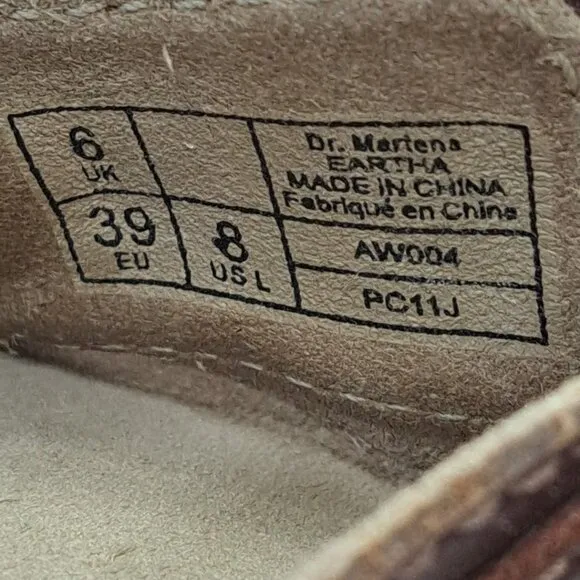 6
UK
39
EU
8
US L
Dr. Martens
EARTHA
MADE IN CHINA
Fabriqué en Chine
AW004
PC11J